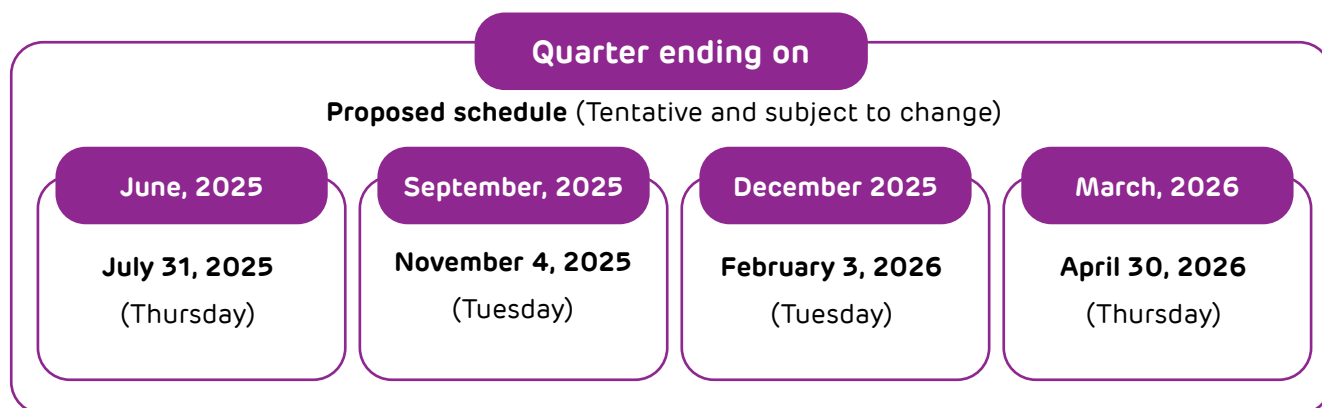 Quarter ending on
Proposed schedule (Tentative and subject to change)
June, 2025
July 31, 2025
(Thursday)
September, 2025
November 4, 2025
(Tuesday)
December 2025
February 3, 2026
(Tuesday)
March, 2026
April 30, 2026
(Thursday)